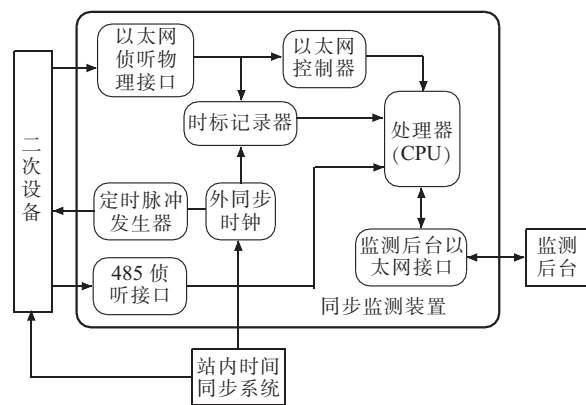 以太网
侦听物
理接口
以太网
控制器
时标记录器
处理器
(CPU)
二次设备
定时脉冲
发生器
外同步
时钟
监测后台以
太网接口
监测
后台
485 侦
听接口
同步监测装置
站内时间
同步系统